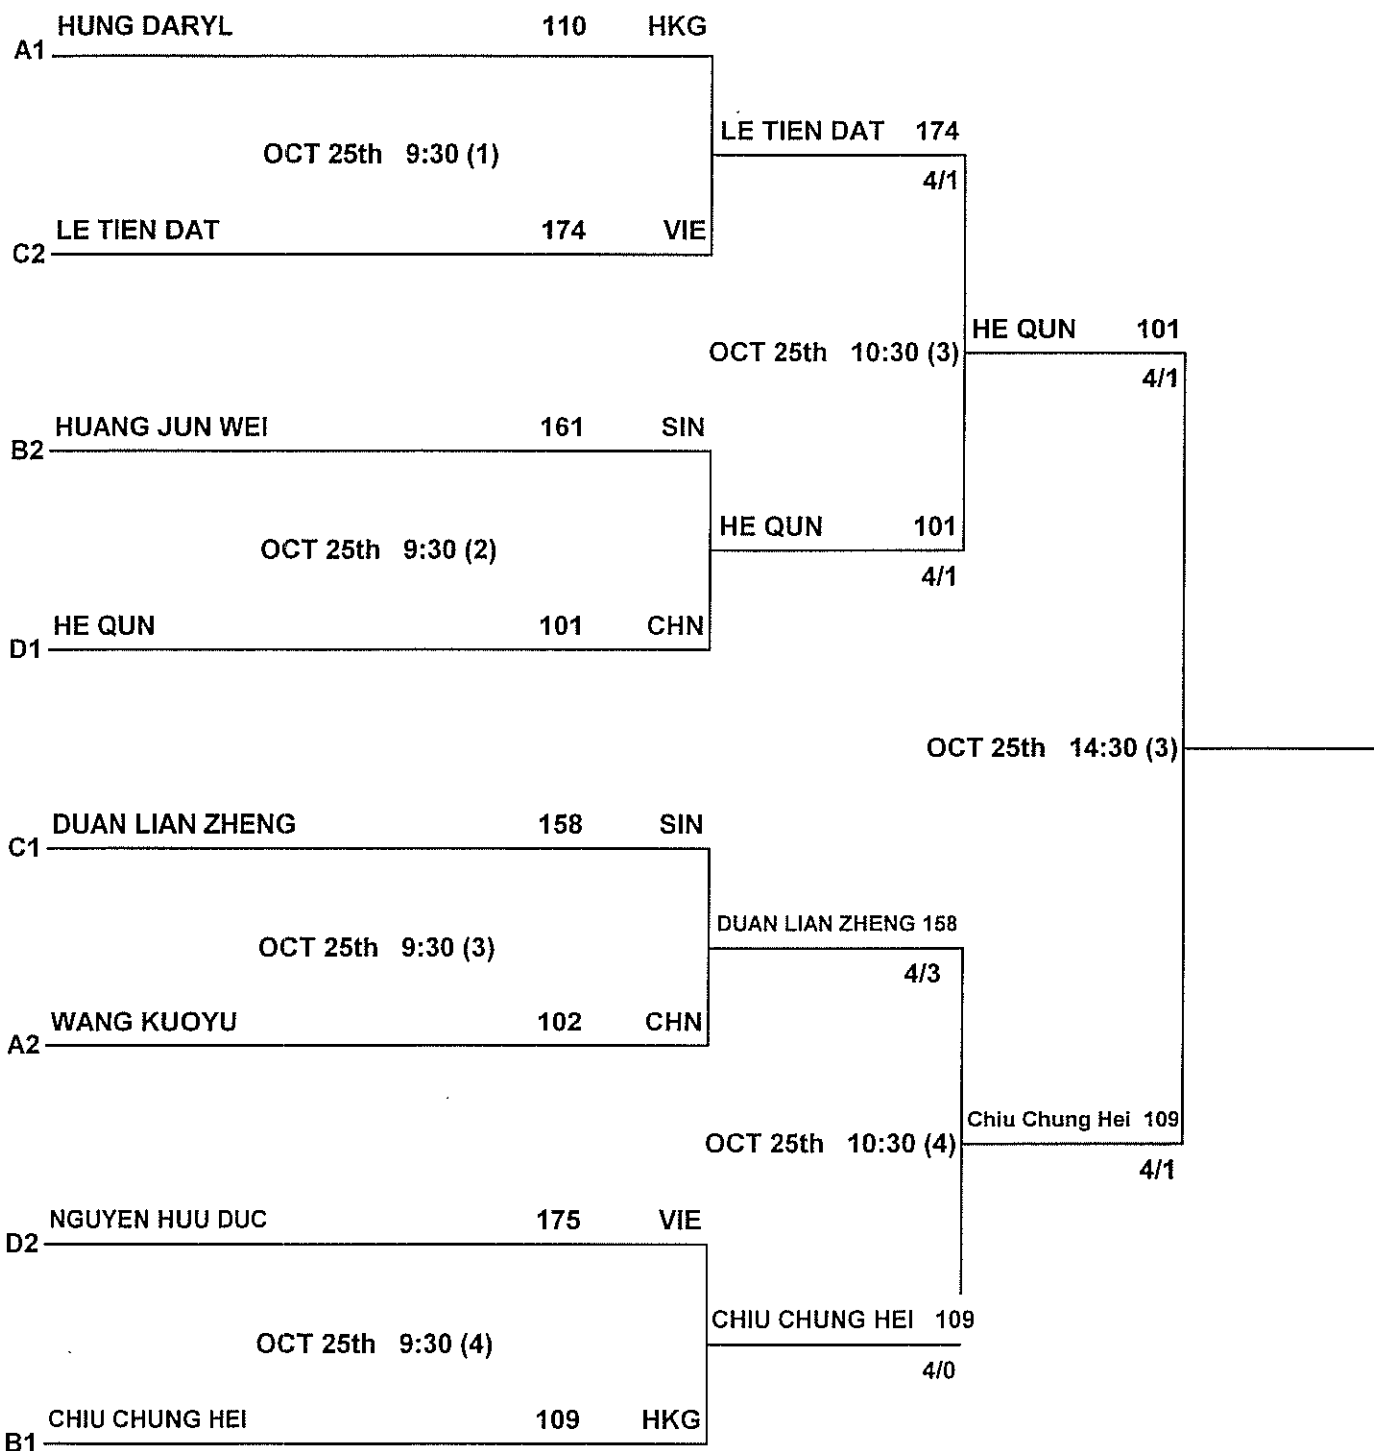 HUNG DARYL 110 HKG
A1
LE TIEN DAT 174
OCT 25th 9:30 (1)
4/1
LE TIEN DAT 174 VIE
C2
HE QUN 101
OCT 25th 10:30 (3)
4/1
HUANG JUN WEI 161 SIN
B2
HE QUN 101
OCT 25th 9:30 (2)
4/1
HE QUN 101 CHN
D1
OCT 25th 14:30 (3)
DUAN LIAN ZHENG 158 SIN
C1
DUAN LIAN ZHENG 158
OCT 25th 9:30 (3)
4/3
WANG KUOYU 102 CHN
A2
Chiu Chung Hei 109
OCT 25th 10:30 (4)
4/1
NGUYEN HUU DUC 175 VIE
D2
CHIU CHUNG HEI 109
OCT 25th 9:30 (4)
4/0
CHIU CHUNG HEI 109 HKG
B1